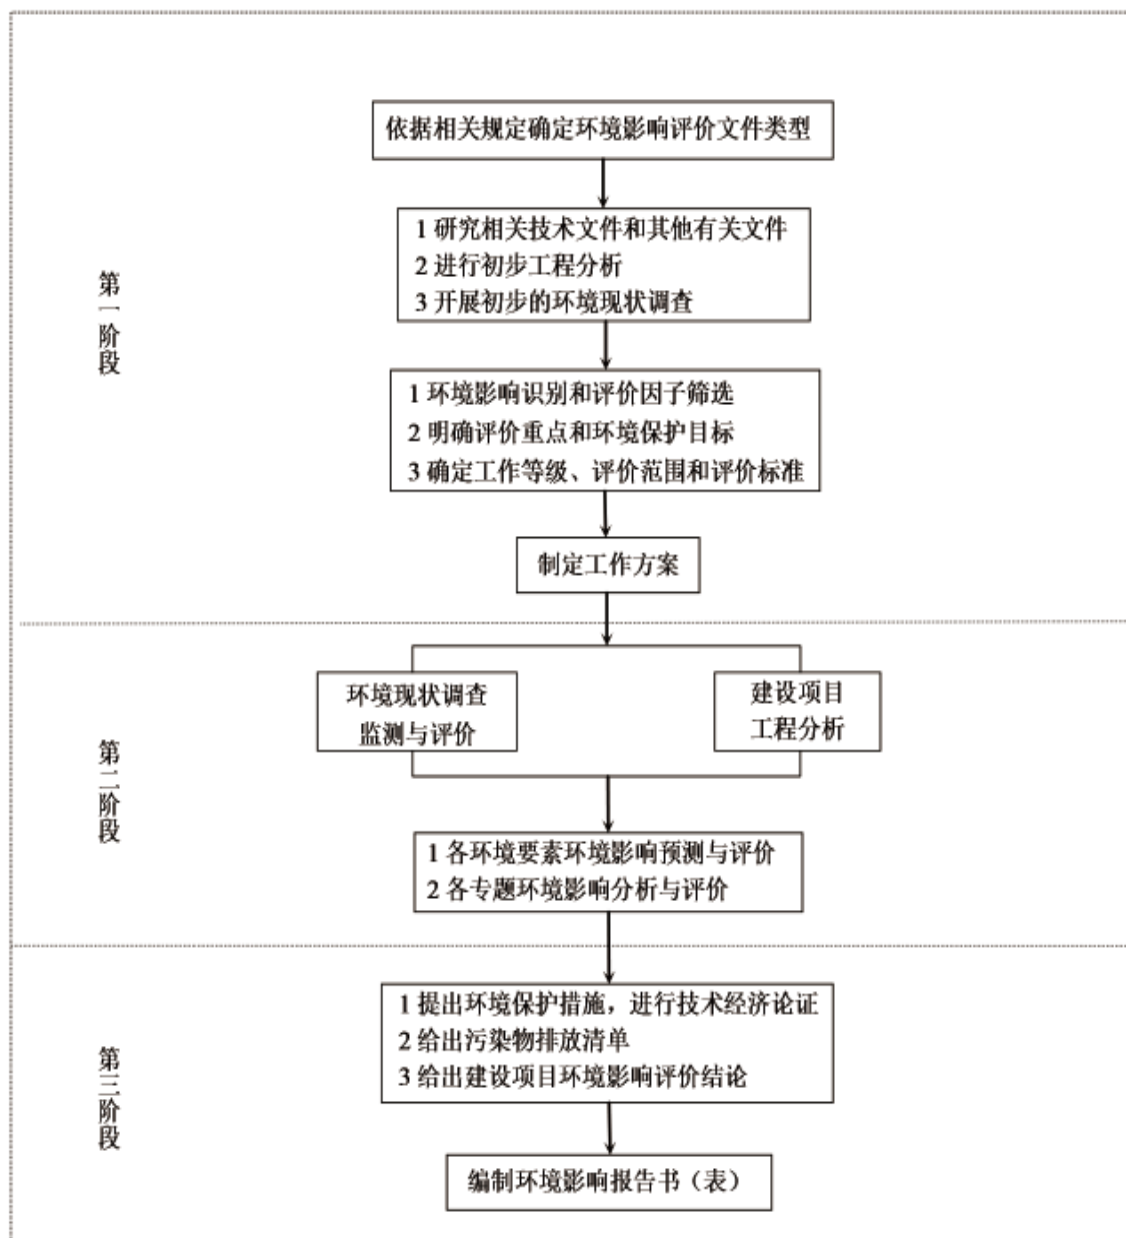 依据相关规定确定环境影响评价文件类型
1 研究相关技术文件和其他有关文件
2 进行初步工程分析
3 开展初步的环境现状调查
第一阶段
1 环境影响识别和评价因子筛选
2 明确评价重点和环境保护目标
3 确定工作等级、评价范围和评价标准
制定工作方案
环境现状调查
监测与评价
建设项目
工程分析
第二阶段
1 各环境要素环境影响预测与评价
2 各专题环境影响分析与评价
1 提出环境保护措施，进行技术经济论证
2 给出污染物排放清单
3 给出建设项目环境影响评价结论
第三阶段
编制环境影响报告书（表）